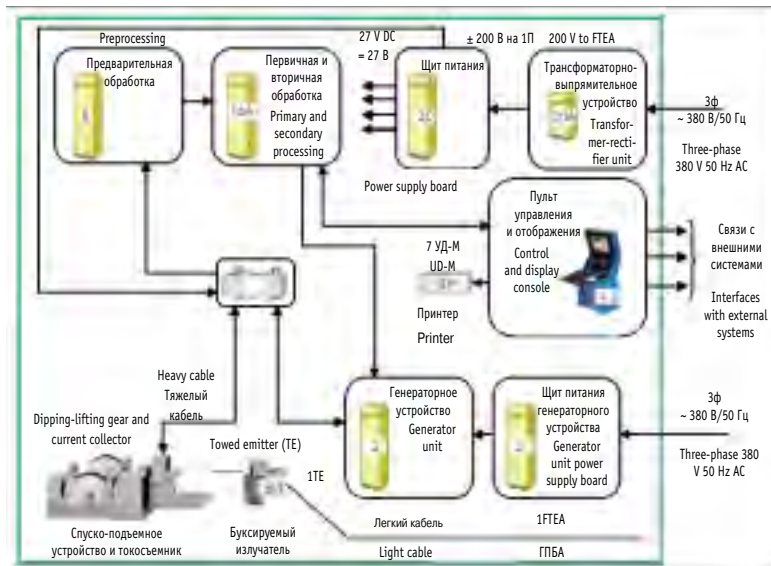 Preprocessing
Предварительная
обработка
Первичная и
вторичная
обработка
Primary and
secondary
processing
27 V DC
= 27 В
± 200 В на 1П
200 V to FTEA
Щит питания
Power supply board
Трансформаторно-
выпрямительное
устройство
Transfor-
mer-recti-
fier unit
3ф
~ 380 В/50 Гц
Three-phase
380 V 50 Hz AC
Пульт
управления
и отображения
Control
and display
console
7 УД-М
UD-M
Принтер
Printer
Связи с
внешними
системами
Interfaces
with external
systems
Heavy cable
Тяжелый
кабель
Dipping-lifting gear and
current collector
Спуско-подъемное
устройство и токосъемник
Towed emitter (TE)
1TE
Буксируемый
излучатель
Генераторное
устройство
Generator
unit
Щит питания
генераторного
устройства
Generator
unit power
supply board
3ф
~ 380 В/50 Гц
Three-phase 380
V 50 Hz AC
Легкий кабель
Light cable
1FTEA
ГПБА